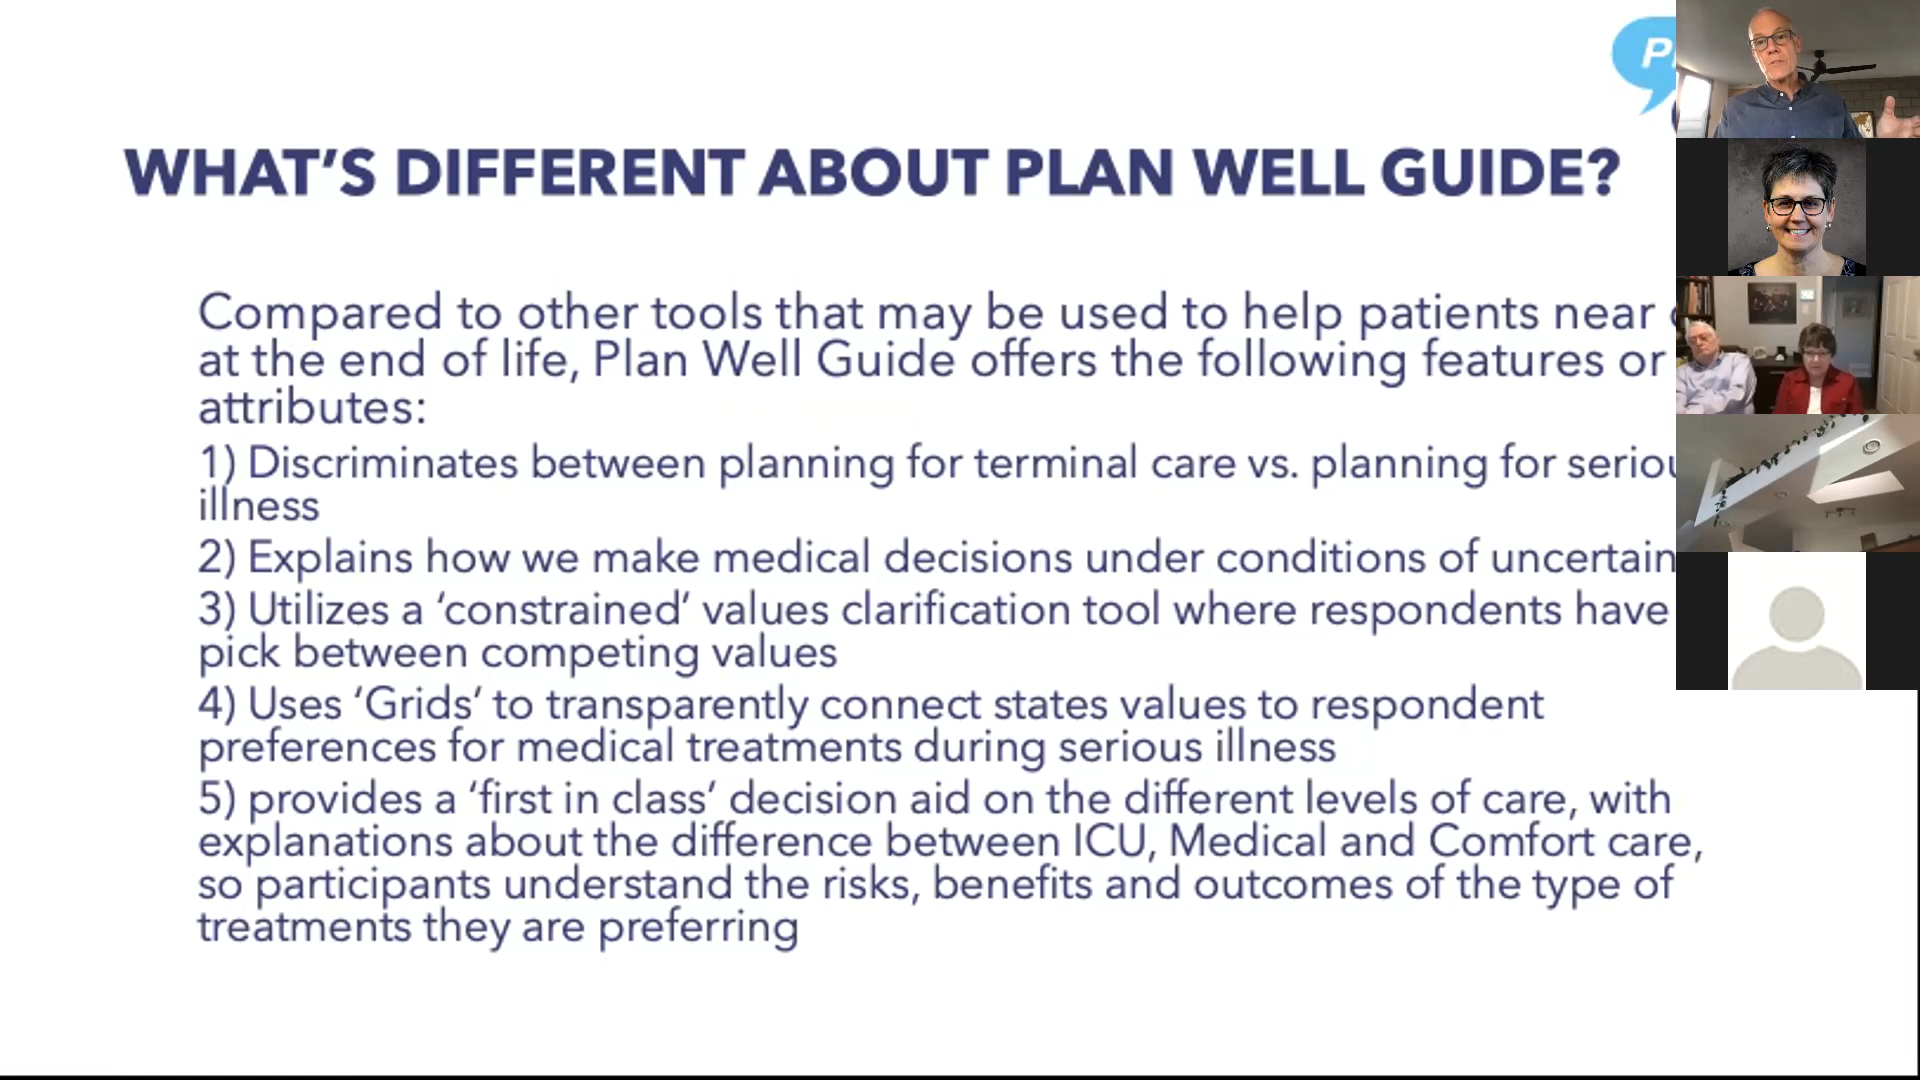 P
WHAT'S DIFFERENT ABOUT PLAN WELL GUIDE?
Compared to other tools that may be used to help patients near
at the end of life, Plan Well Guide offers the following features or
attributes:
1) Discriminates between planning for terminal care vs. planning for seriou
illness
2) Explains how we make medical decisions under conditions of uncertain
3) Utilizes a ‘constrained’ values clarification tool where respondents have
pick between competing values
4) Uses ‘Grids’ to transparently connect states values to respondent
preferences for medical treatments during serious illness
5) provides a ‘first in class’ decision aid on the different levels of care, with
explanations about the difference between ICU, Medical and Comfort care,
so participants understand the risks, benefits and outcomes of the type of
treatments they are preferring